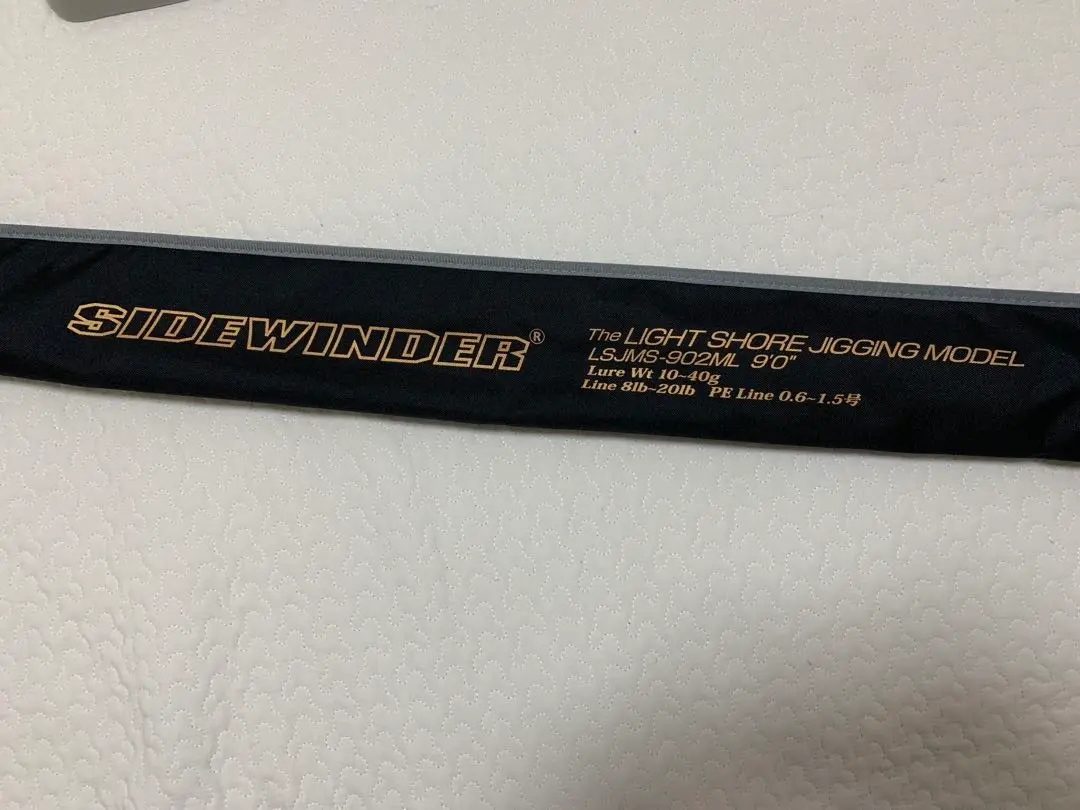 SIDEWINDER®
The LIGHT SHORE JIGGING MODEL
LSJMS-902ML 9'0"
Lure Wt 10~40g
Line 8lb~20lb PE Line 0.6~1.5号